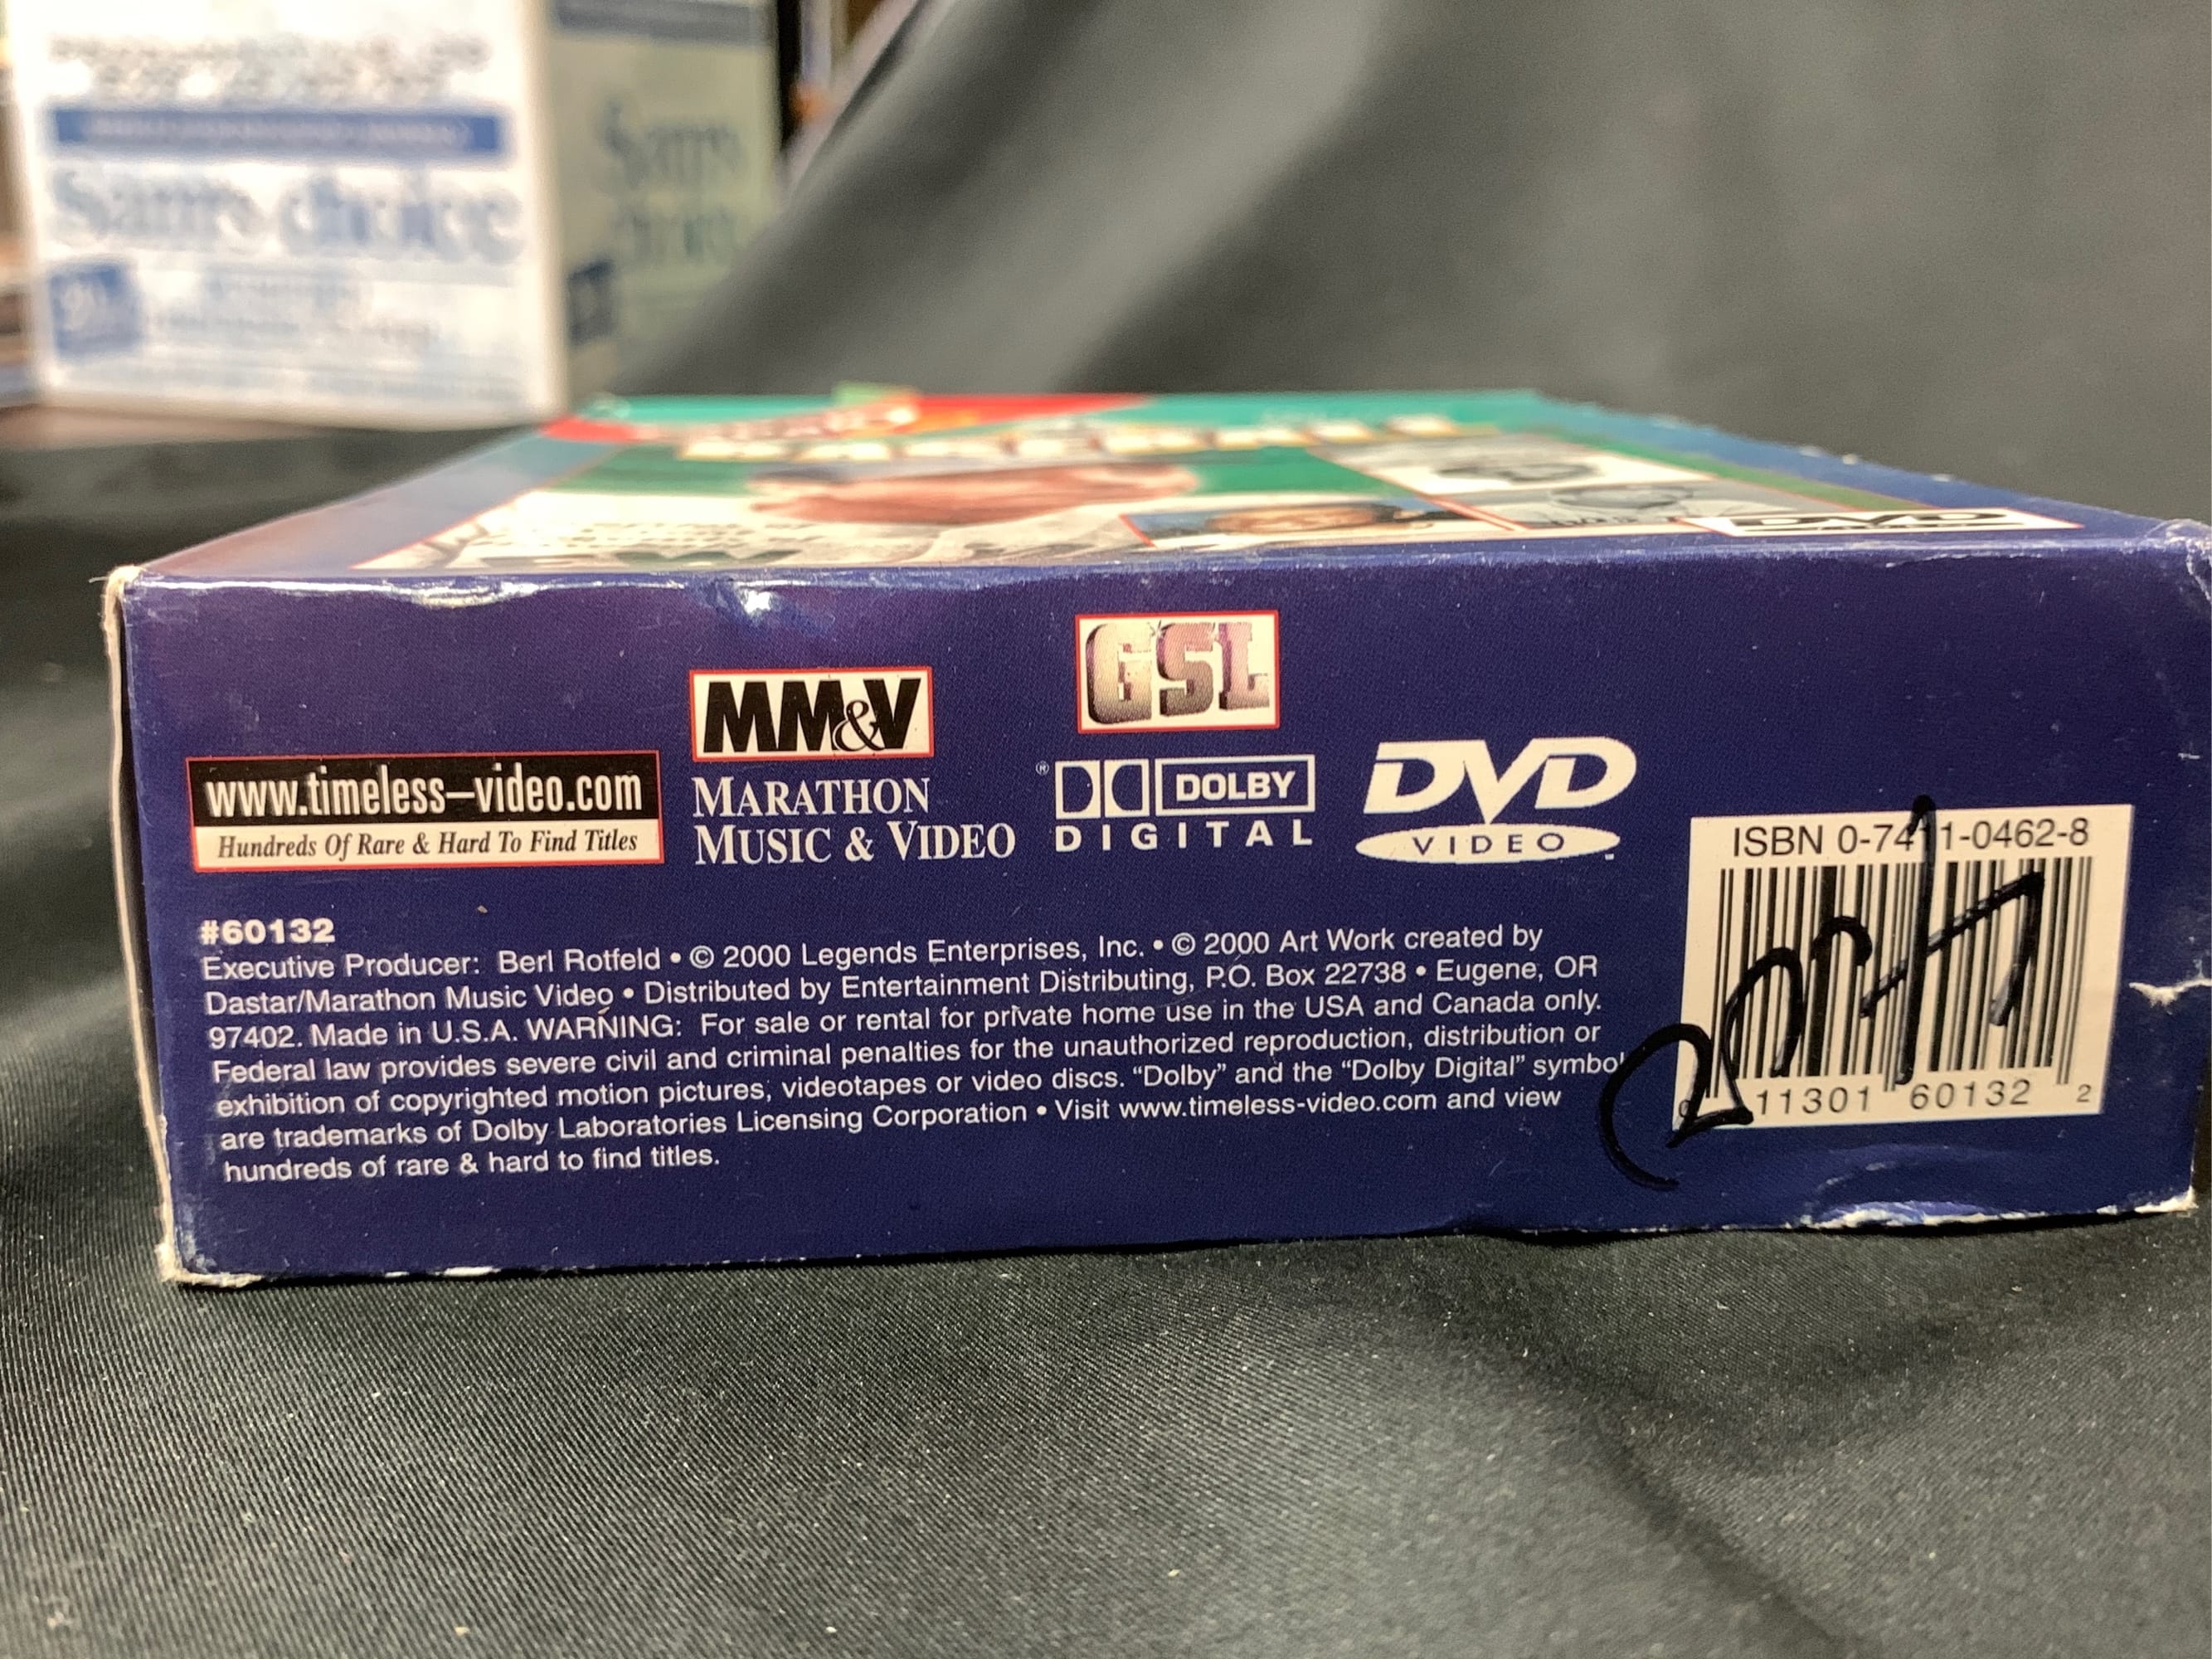 Sam's choice
Sam's
GSL
MM&V
MARATHON
MUSIC & VIDEO
www.timeless–video.com
Hundreds Of Rare & Hard To Find Titles
® DOLBY
DIGITAL
DVD
VIDEO
ISBN 0-7411-0462-8
11301 60132 2
#60132
Executive Producer: Berl Rotfeld • © 2000 Legends Enterprises, Inc. • © 2000 Art Work created by
Dastar/Marathon Music Video • Distributed by Entertainment Distributing, P.O. Box 22738 • Eugene, OR
97402. Made in U.S.A. WARNING: For sale or rental for private home use in the USA and Canada only.
Federal law provides severe civil and criminal penalties for the unauthorized reproduction, distribution or
exhibition of copyrighted motion pictures, videotapes or video discs. “Dolby” and the “Dolby Digital” symbol
are trademarks of Dolby Laboratories Licensing Corporation • Visit www.timeless-video.com and view
hundreds of rare & hard to find titles.